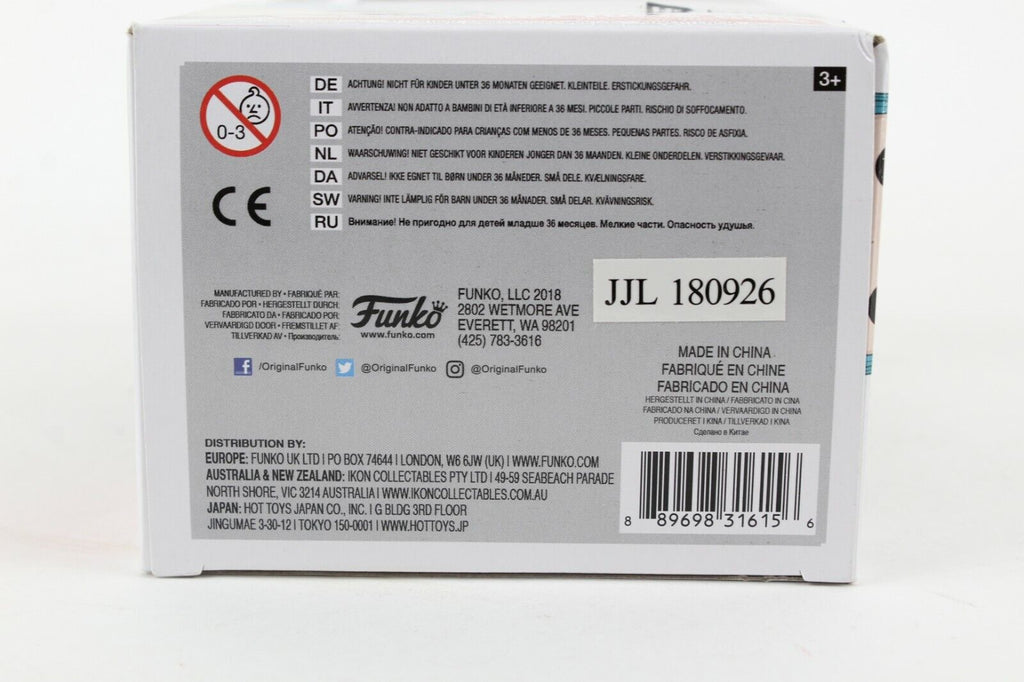 3+
0-3
DE ACHTUNG! NICHT FÜR KINDER UNTER 36 MONATEN GEEIGNET. KLEINTEILE. ERSTICKUNGSGEFAHR.
IT AVVERTENZA! NON ADATTO A BAMBINI DI ETÀ INFERIORE A 36 MESI. PICCOLE PARTI. RISCHIO DI SOFFOCAMENTO.
PO ATENÇÃO! CONTRA-INDICADO PARA CRIANÇAS COM MENOS DE 36 MESES. PEQUENAS PARTES. RISCO DE ASFIXIA.
NL WAARSCHUWING! NIET GESCHIKT VOOR KINDEREN JONGER DAN 36 MAANDEN. KLEINE ONDERDELEN. VERSTIKKINGSGEVAAR.
DA ADVARSEL! IKKE EGNET TIL BØRN UNDER 36 MÅNEDER. SMÅ DELE. KVÆLNINGSFARE.
SW VARNING! INTE LÄMPLIG FÖR BARN UNDER 36 MÅNADER. SMÅ DELAR. KVÄVNINGSRISK.
RU Внимание! Не пригодно для детей младше 36 месяцев. Мелкие части. Опасность удушья.
CE
MANUFACTURED BY • FABRIQUÉ PAR:
FABRICADO POR • HERGESTELLT DURCH:
FABBRICATO DA • FABRICADO POR:
VERVAARDIGD DOOR • FREMSTILLET AF:
TILLVERKAD AV • Производитель:
Funko
www.funko.com
FUNKO, LLC 2018
2802 WETMORE AVE
EVERETT, WA 98201
(425) 783-3616
JJL 180926
f /OriginalFunko @OriginalFunko @OriginalFunko
MADE IN CHINA
FABRIQUÉ EN CHINE
FABRICADO EN CHINA
HERGESTELLT IN CHINA / FABBRICATO IN CINA
FABRICADO NA CHINA / VERVAARDIGD IN CHINA
PRODUCERET I KINA / TILLVERKAD I KINA
Сделано в Китае
DISTRIBUTION BY:
EUROPE: FUNKO UK LTD | PO BOX 74644 | LONDON, W6 6JW (UK) | WWW.FUNKO.COM
AUSTRALIA & NEW ZEALAND: IKON COLLECTABLES PTY LTD | 49-59 SEABEACH PARADE
NORTH SHORE, VIC 3214 AUSTRALIA | WWW.IKONCOLLECTABLES.COM.AU
JAPAN: HOT TOYS JAPAN CO., INC. | G BLDG 3RD FLOOR
JINGUMAE 3-30-12 | TOKYO 150-0001 | WWW.HOTTOYS.JP
8 89698 31615 6